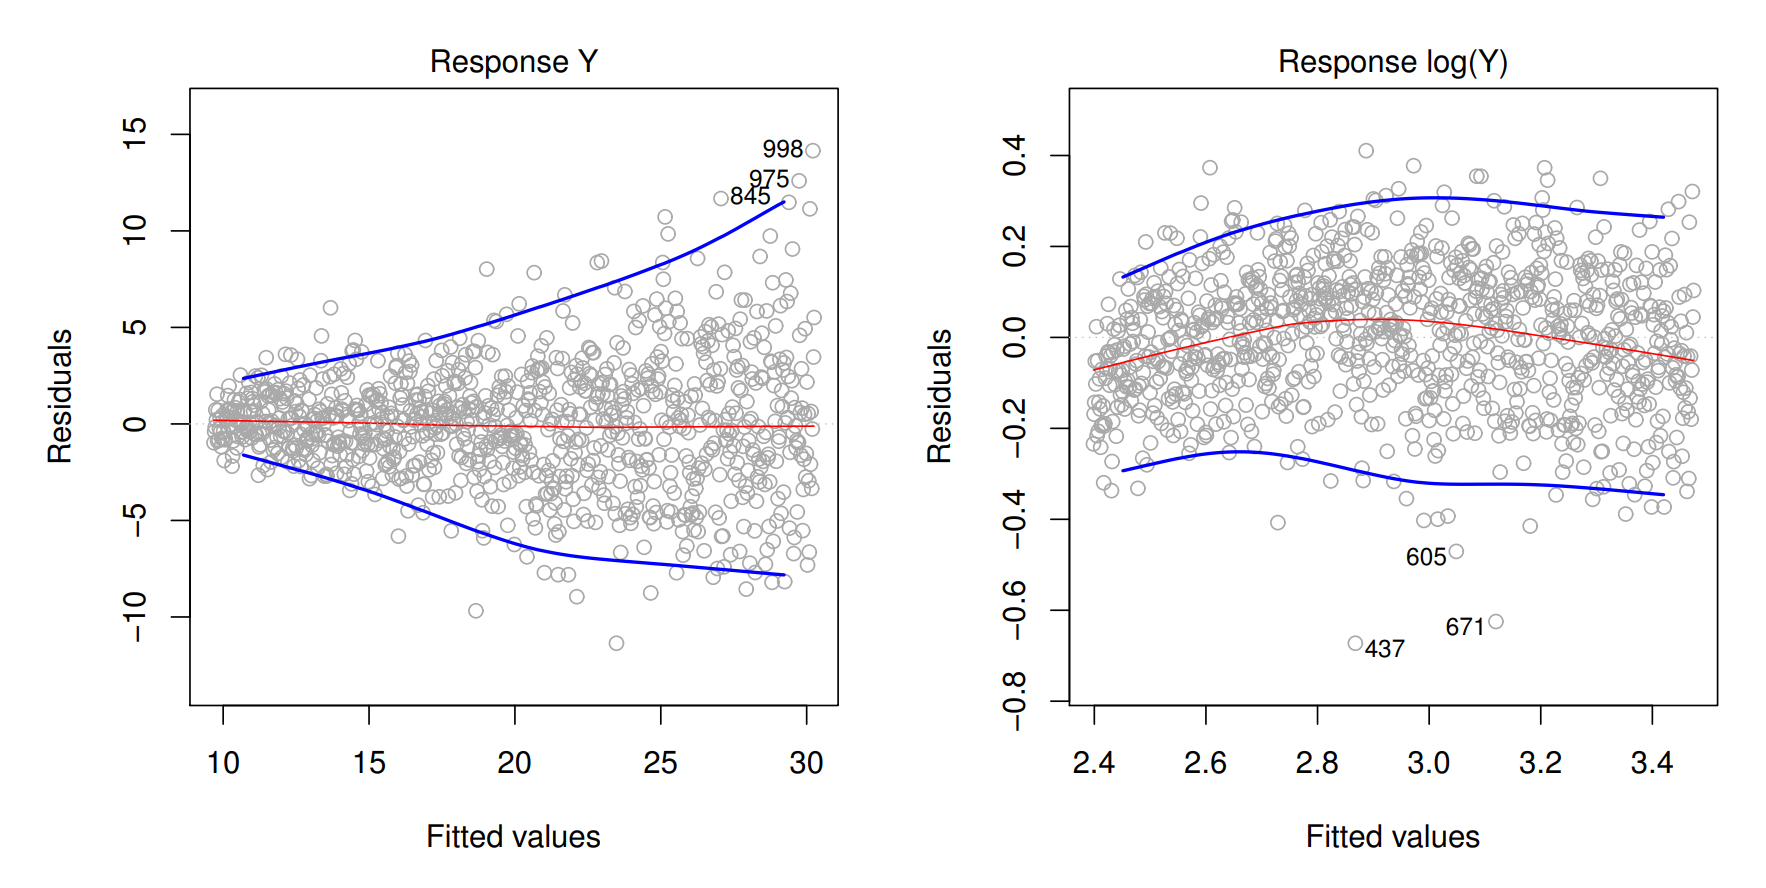 Response Y
Residuals
15
10
5
0
−5
−10
998
975
845
10 15 20 25 30
Fitted values
Response log(Y)
Residuals
0.4
0.2
0.0
−0.2
−0.4
−0.6
−0.8
605
671
437
2.4 2.6 2.8 3.0 3.2 3.4
Fitted values